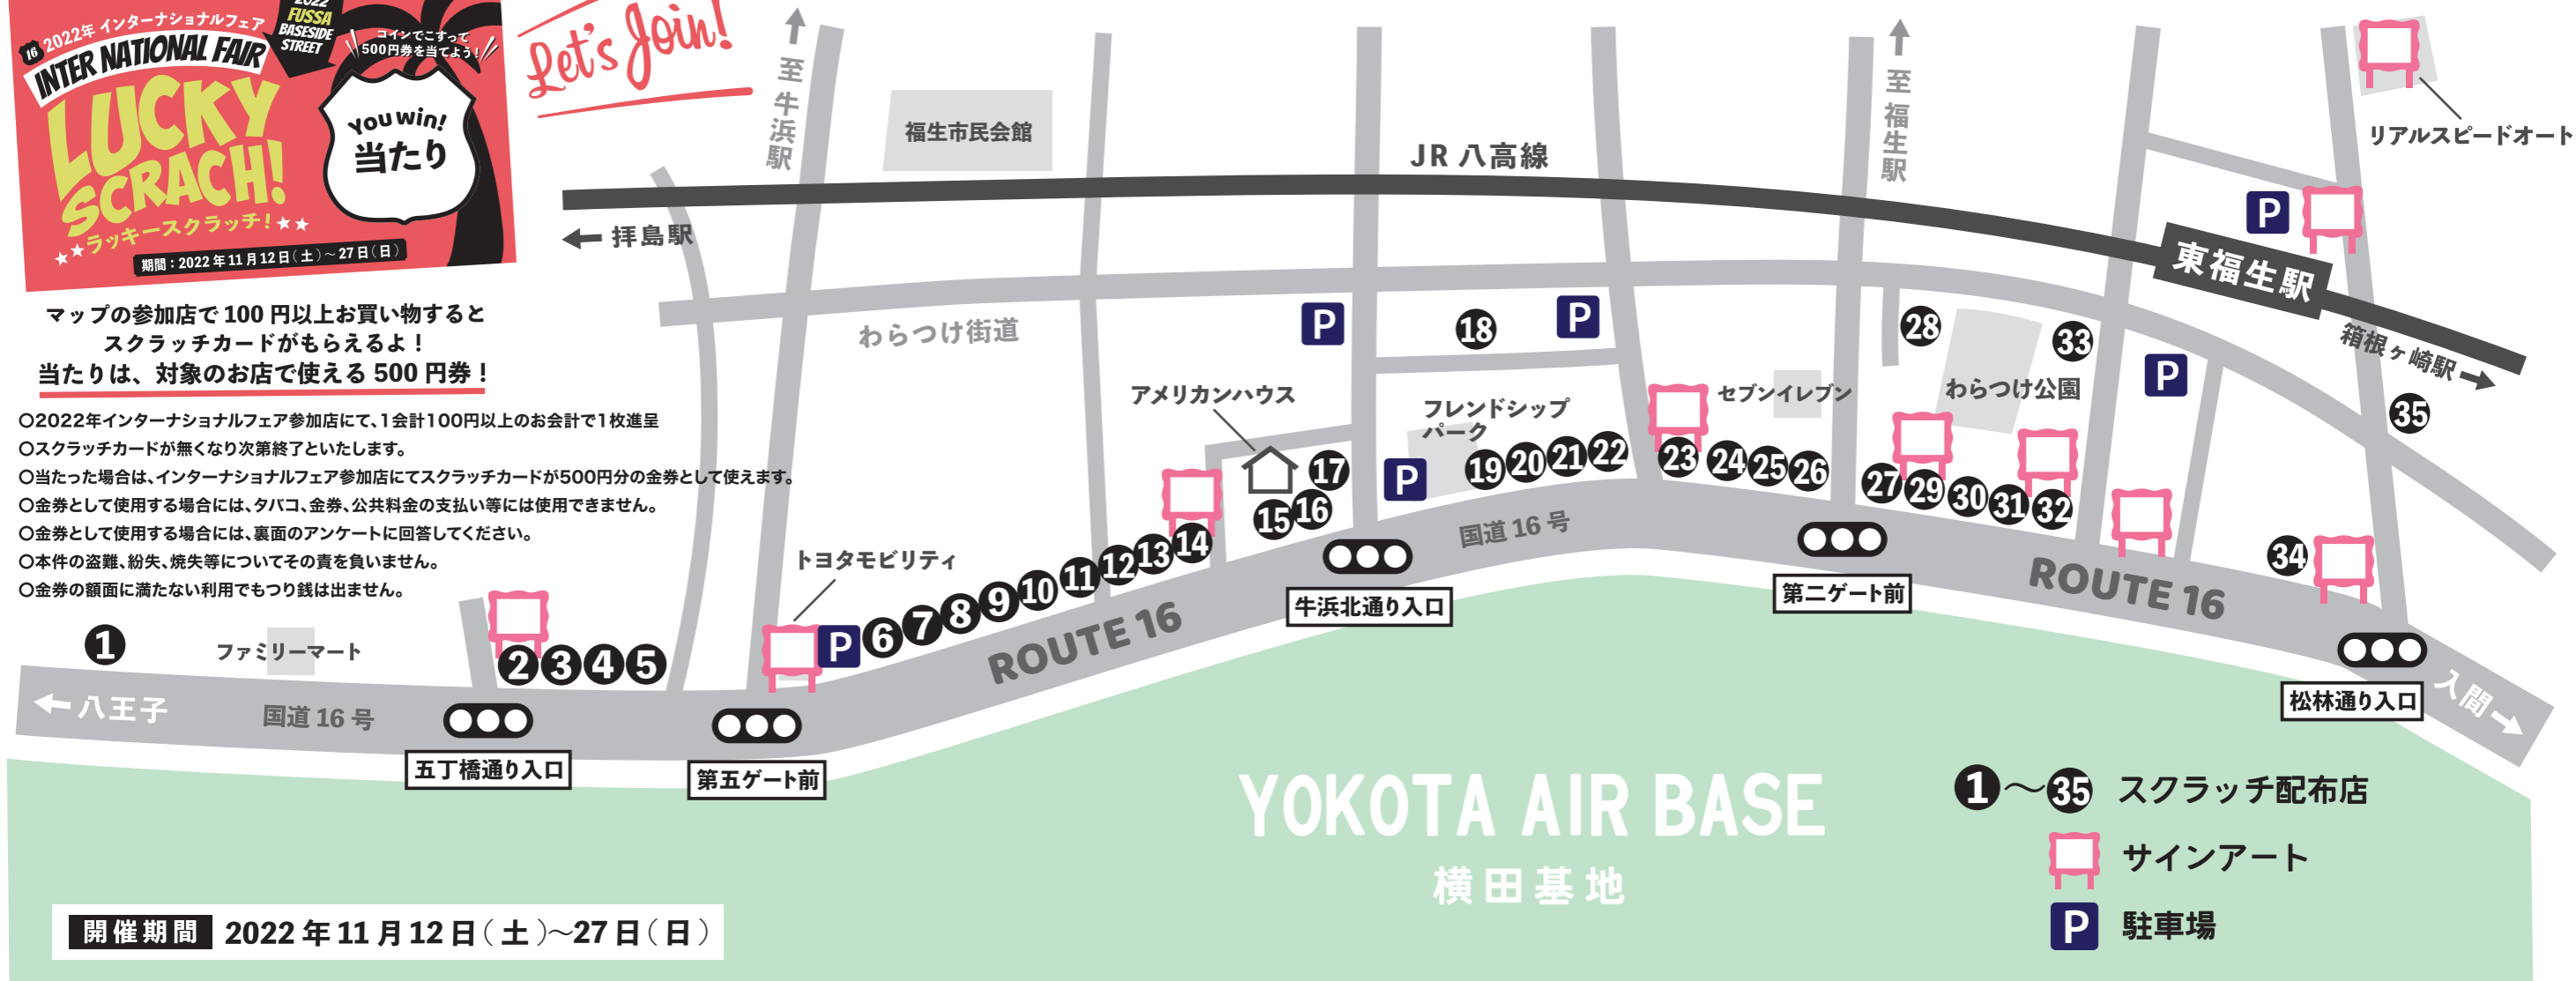 2022
FUSSA
BASESIDE
STREET
16
2022年 インターナショナルフェア
INTER NATIONAL FAIR
LUCKY
SCRACH!
ラッキースクラッチ!
コインでこすって
500円券を当てよう!
You win!
当たり
期間:2022年11月12日(土)~27日(日)
Let's Join!
マップの参加店で100円以上お買い物すると
スクラッチカードがもらえるよ!
当たりは、対象のお店で使える500円券!
○2022年インターナショナルフェア参加店にて、1会計100円以上のお会計で1枚進呈
○スクラッチカードが無くなり次第終了といたします。
○当たった場合は、インターナショナルフェア参加店にてスクラッチカードが500円分の金券として使えます。
○金券として使用する場合には、タバコ、金券、公共料金の支払い等には使用できません。
○金券として使用する場合には、裏面のアンケートに回答してください。
○本件の盗難、紛失、焼失等についてその責を負いません。
○金券の額面に満たない利用でもつり銭は出ません。
至 牛浜駅
福生市民会館
JR 八高線
至 福生駅
リアルスピードオート
← 拝島駅
P
東福生駅
箱根ヶ崎駅→
わらつけ街道
P
18
P
28
33
P
35
アメリカンハウス
フレンドシップ
パーク
セブンイレブン
わらつけ公園
17
P
19 20 21 22
23 24 25 26
27 29 30 31 32
15 16
34
トヨタモビリティ
P 6 7 8 9 10 11 12 13 14
1
ファミリーマート
2 3 4 5
←八王子
国道16号
ROUTE 16
国道16号
ROUTE 16
入間→
五丁橋通り入口
第五ゲート前
牛浜北通り入口
第二ゲート前
松林通り入口
YOKOTA AIR BASE
横田基地
1~35 スクラッチ配布店
サインアート
P 駐車場
開催期間 2022年11月12日(土)~27日(日)